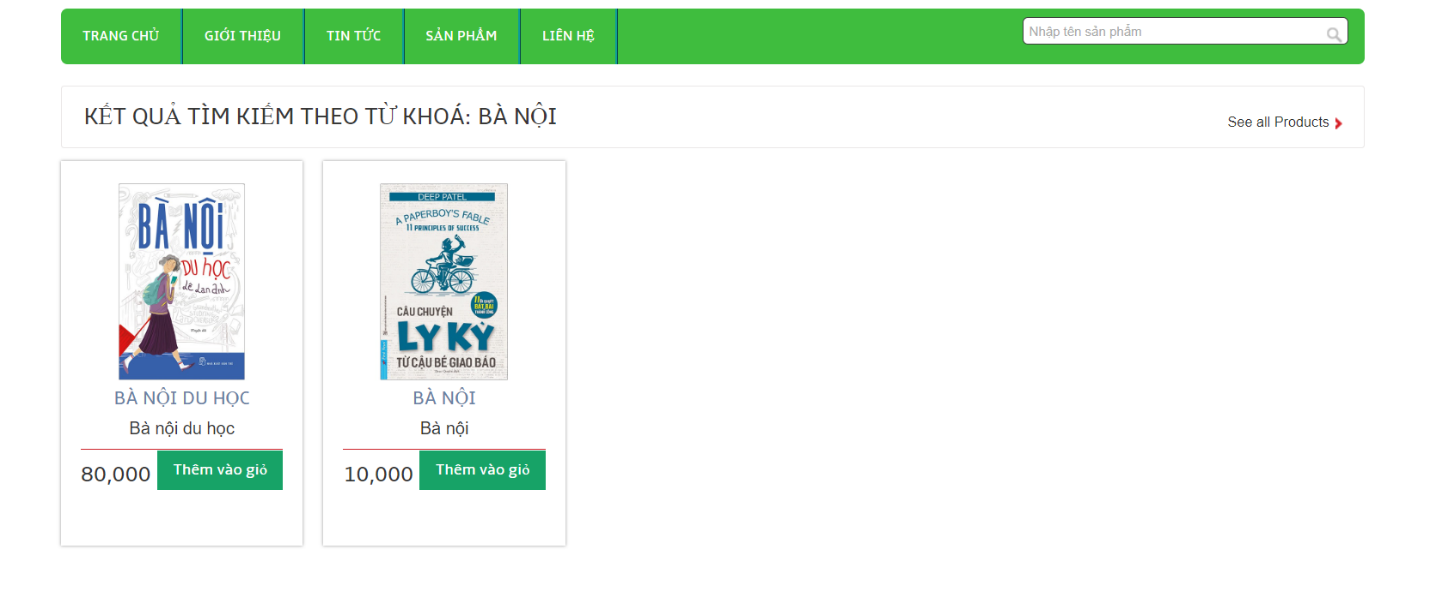 TRANG CHỦ GIỚI THIỆU TIN TỨC SẢN PHẨM LIÊN HỆ
Nhập tên sản phẩm
KẾT QUẢ TÌM KIẾM THEO TỪ KHOÁ: BÀ NỘI
See all Products
BÀ NỘI
DU HỌC
lê lan anh
DEEP PATEL
A PAPERBOY'S FABLE
11 PRINCIPLES OF SUCCESS
CÂU CHUYỆN
LY KỲ
TỪ CẬU BÉ GIAO BÁO
BÀ NỘI DU HỌC
Bà nội du học
80,000 Thêm vào giỏ
BÀ NỘI
Bà nội
10,000 Thêm vào giỏ